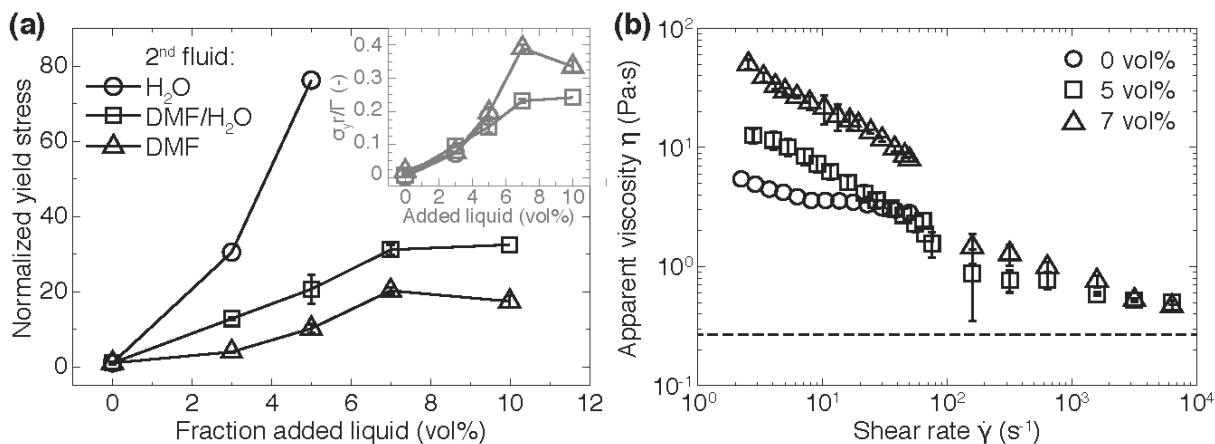 (a)
Normalized yield stress
80
60
40
20
0
2nd fluid:
H2O
DMF/H2O
DMF
0.4
0.3
0.2
0.1
0
σyr/Γ (-)
0 2 4 6 8 10
Added liquid (vol%)
0 2 4 6 8 10 12
Fraction added liquid (vol%)
(b)
Apparent viscosity η (Pa·s)
10^2
10^1
10^0
10^-1
0 vol%
5 vol%
7 vol%
10^0 10^1 10^2 10^3 10^4
Shear rate γ̇ (s^-1)